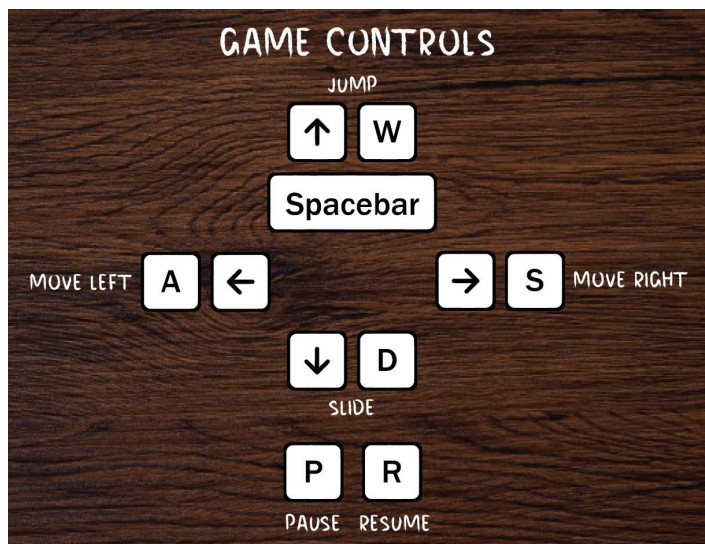 GAME CONTROLS
JUMP
↑ W
Spacebar
MOVE LEFT A ← → S MOVE RIGHT
↓ D
SLIDE
P R
PAUSE RESUME